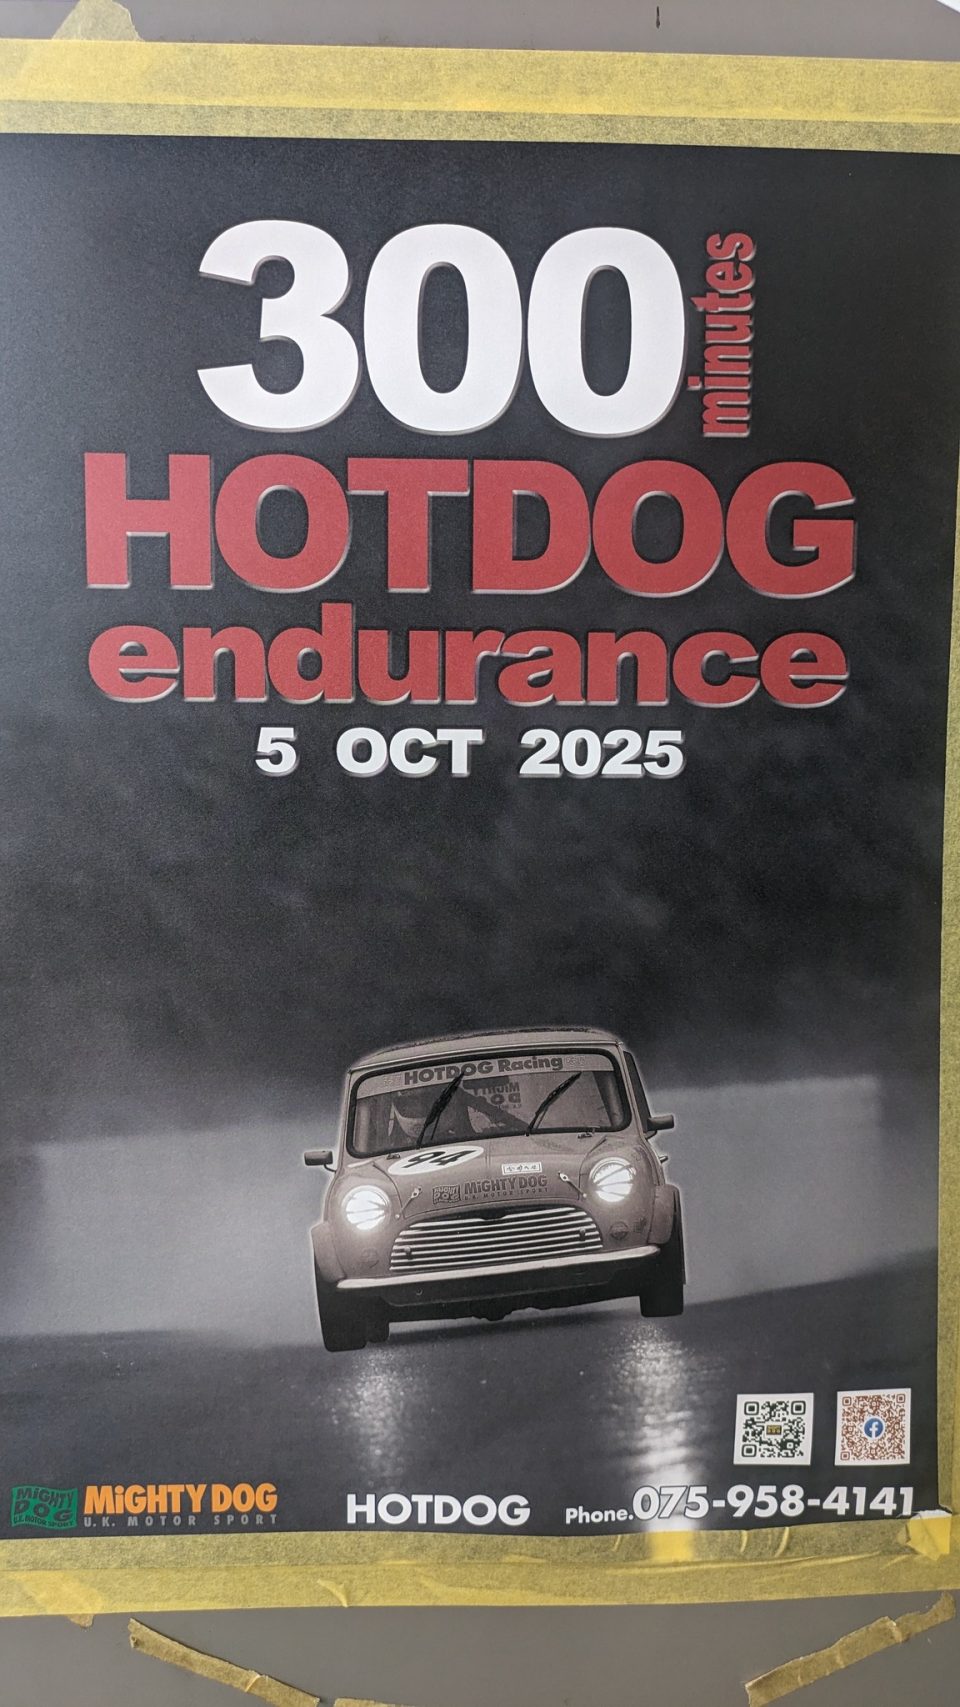 300 minutes
HOTDOG
endurance
5 OCT 2025
HOTDOG Racing
94
MiGHTY DOG
U.K. MOTOR SPORT
MiGHTY
DOG
U.K. MOTOR SPORT
MiGHTY DOG
U.K. MOTOR SPORT
HOTDOG
Phone.075-958-4141